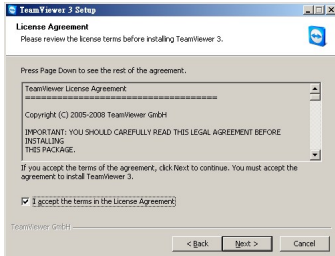 TeamViewer 3 Setup
License Agreement
Please review the license terms before installing TeamViewer 3.
Press Page Down to see the rest of the agreement.
TeamViewer License Agreement
=====================================
Copyright (C) 2005-2008 TeamViewer GmbH
IMPORTANT: YOU SHOULD CAREFULLY READ THIS LEGAL AGREEMENT BEFORE
INSTALLING
THIS PACKAGE.
If you accept the terms of the agreement, click Next to continue. You must accept the
agreement to install TeamViewer 3.
I accept the terms in the License Agreement
TeamViewer GmbH
< Back
Next >
Cancel